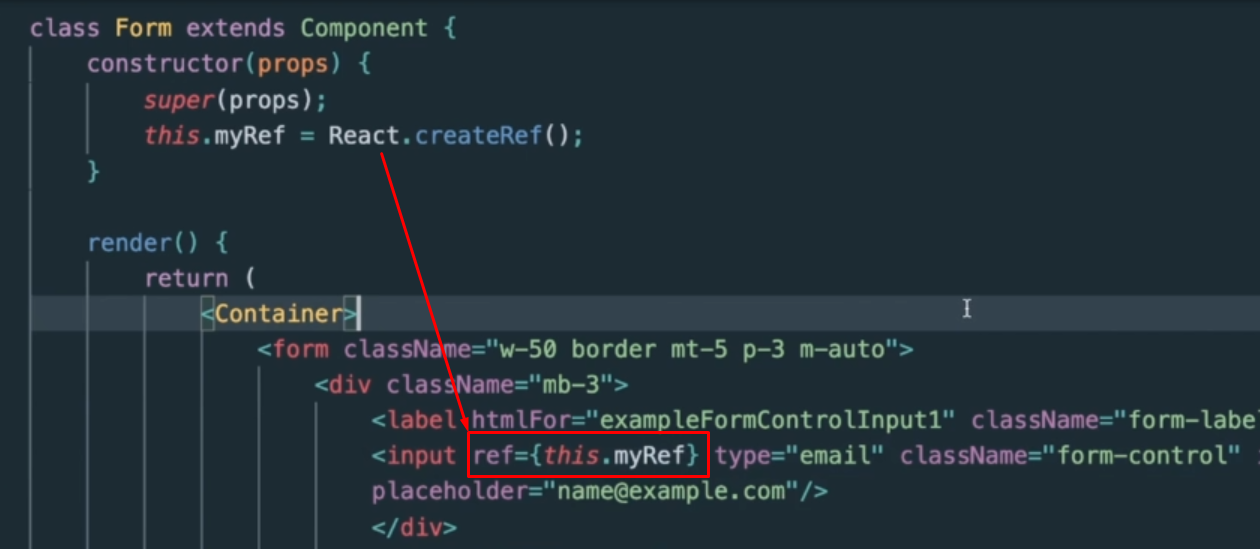 class Form extends Component {
constructor(props) {
super(props);
this.myRef = React.createRef();
}
render() {
return (
<Container>
<form className="w-50 border mt-5 p-3 m-auto">
<div className="mb-3">
<label htmlFor="exampleFormControlInput1" className="form-label
<input ref={this.myRef} type="email" className="form-control"
placeholder="name@example.com"/>
</div>